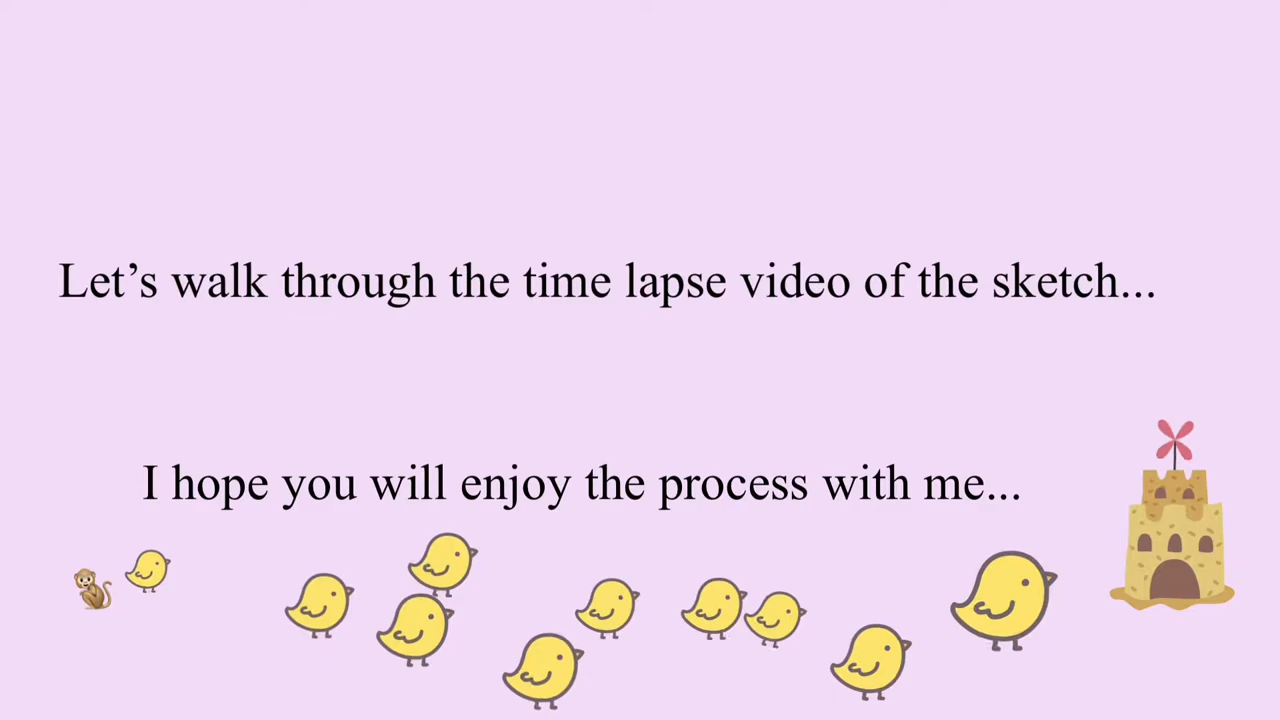 Let’s walk through the time lapse video of the sketch...
I hope you will enjoy the process with me...